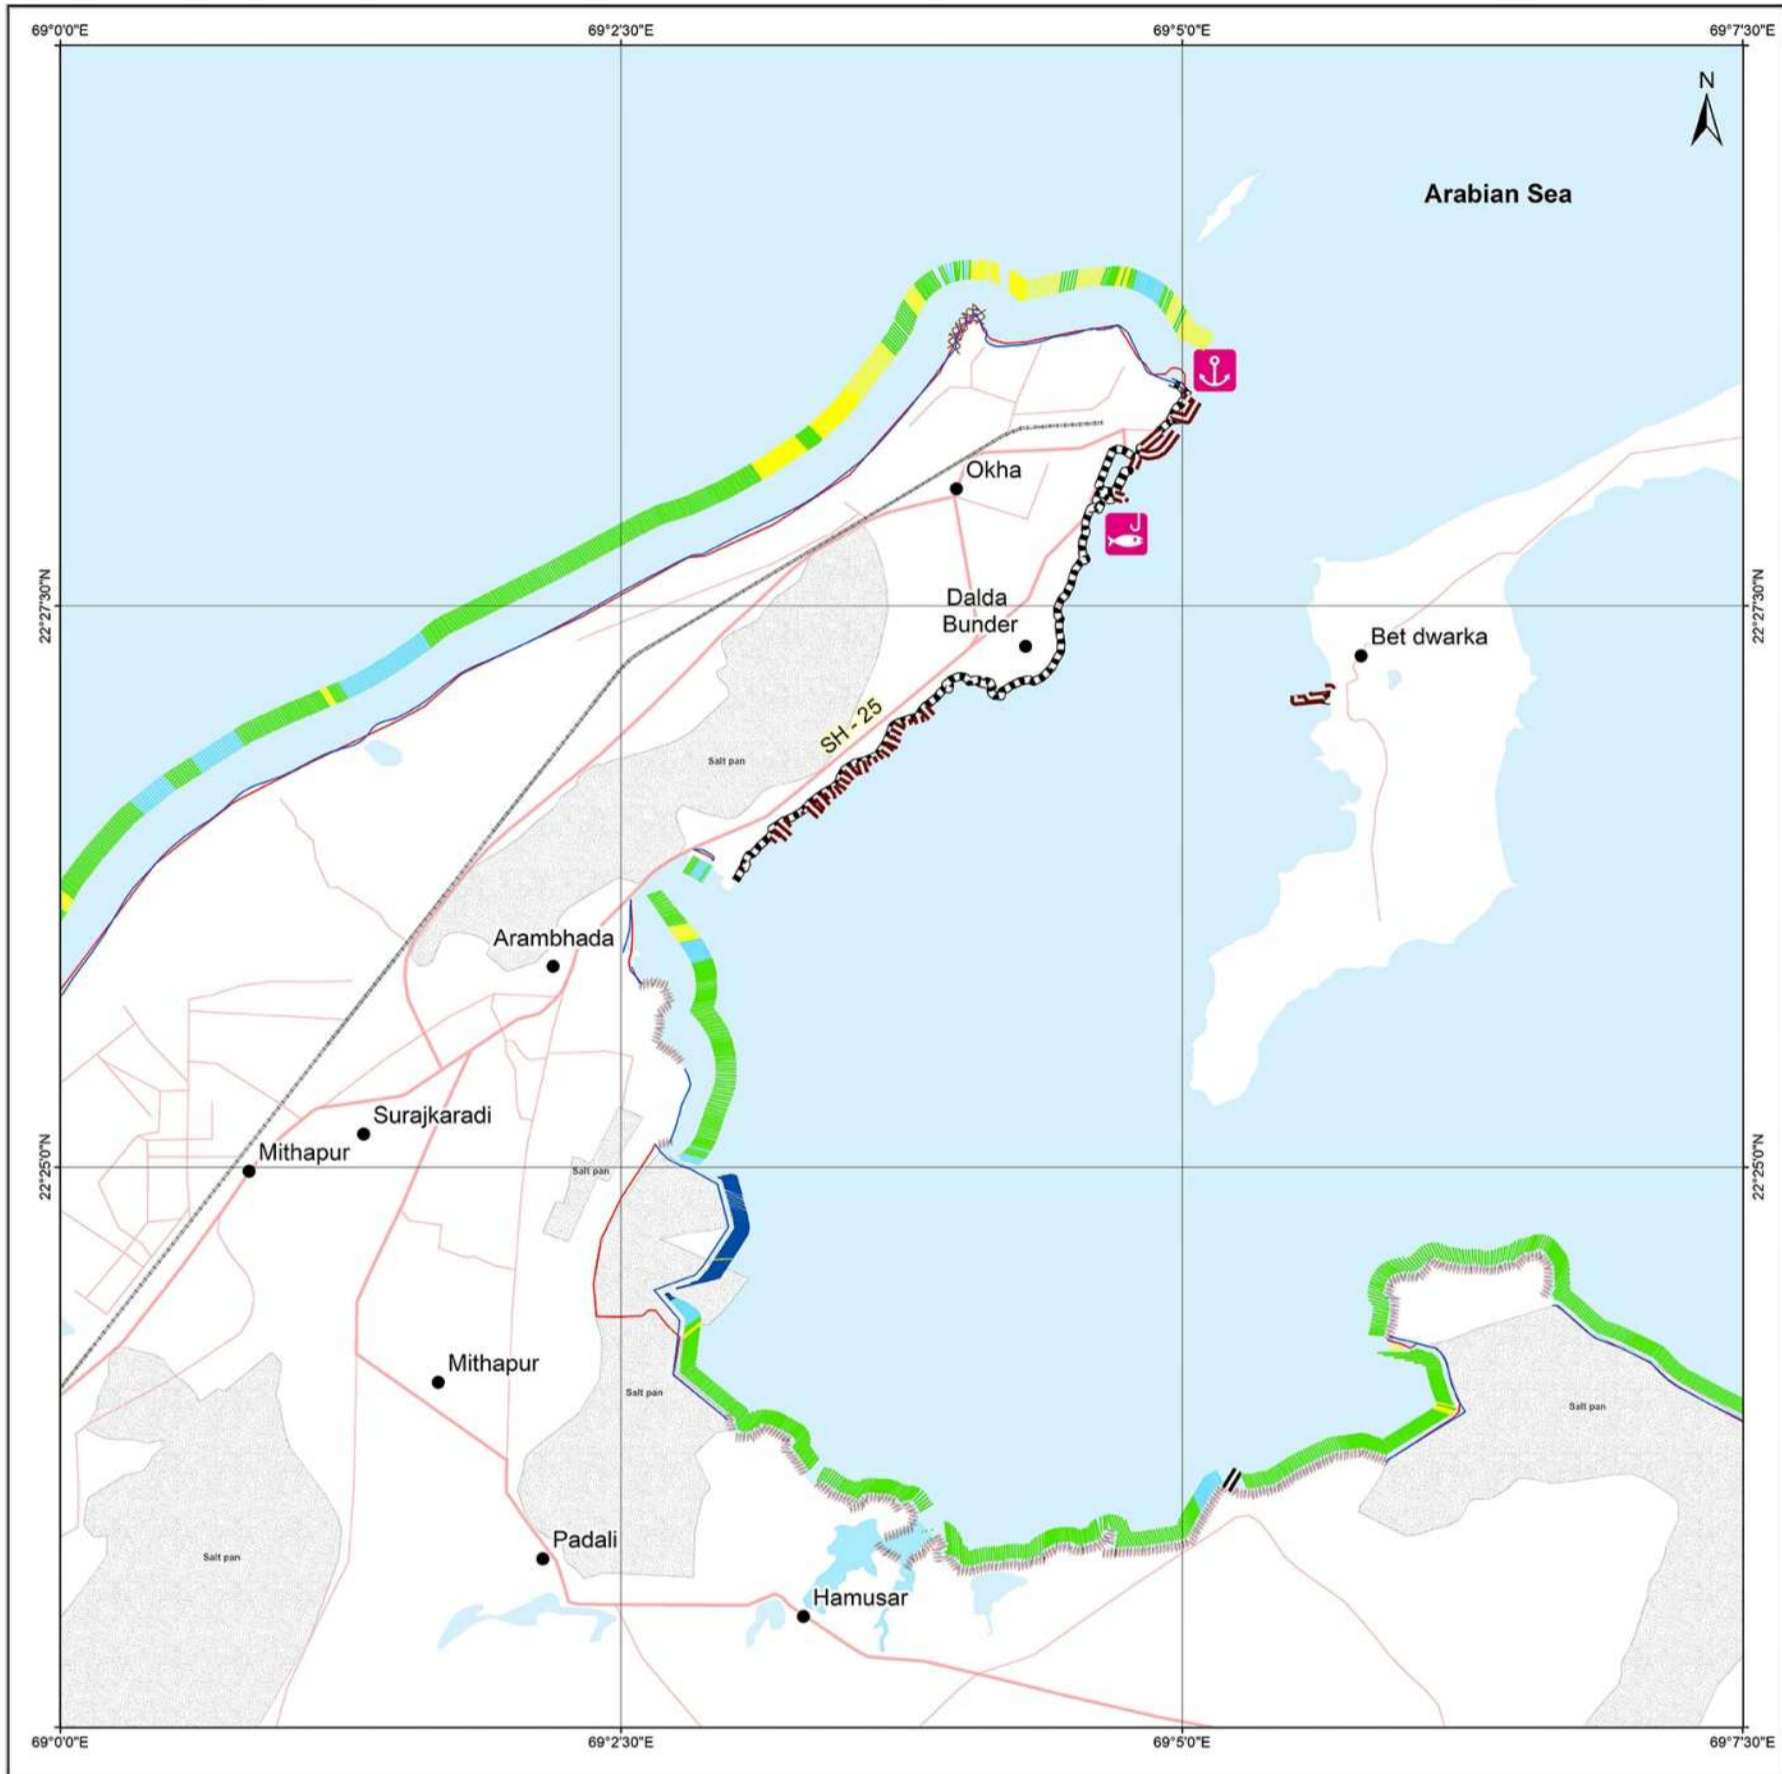 69°0'0"E
69°2'30"E
69°5'0"E
69°7'30"E
N
Arabian Sea
Okha
22°27'30"N
22°27'30"N
Dalda
Bunder
Bet dwarka
SH - 25
Salt pan
Arambhada
Surajkaradi
Mithapur
22°25'0"N
22°25'0"N
Salt pan
Mithapur
Salt pan
Salt pan
Padali
Salt pan
Hamusar
69°0'0"E
69°2'30"E
69°5'0"E
69°7'30"E